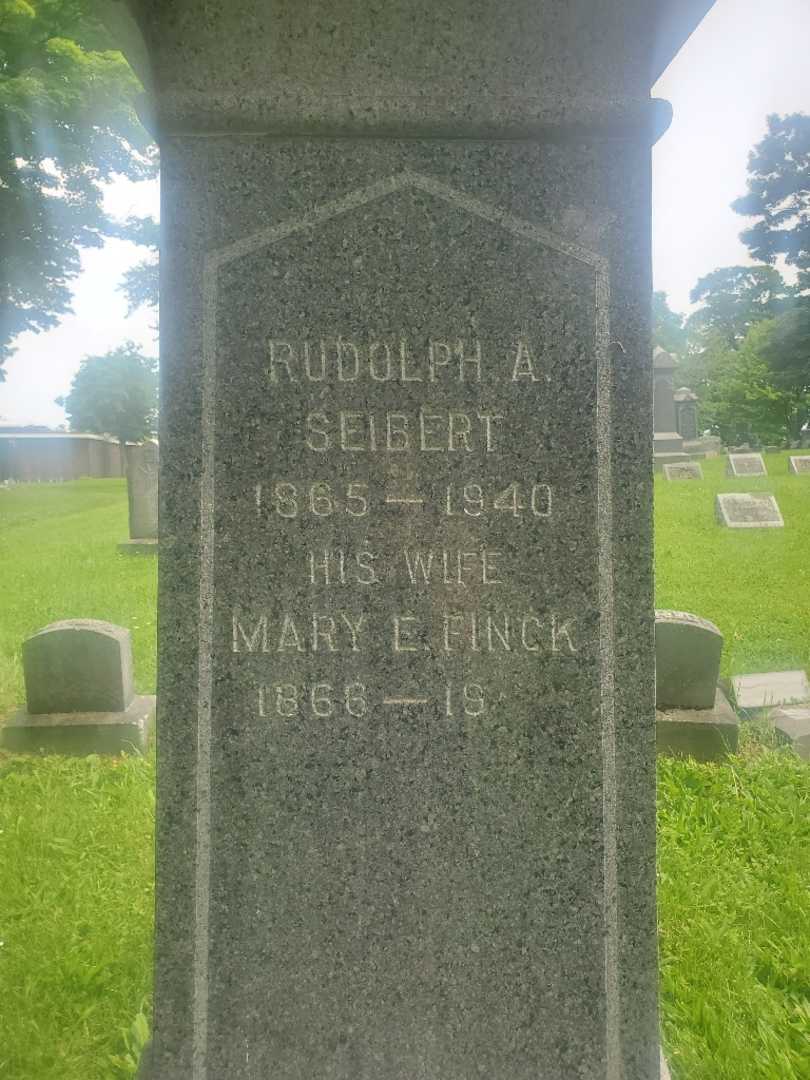 RUDOLPH. A.
SEIBERT
1865 — 1940
HIS WIFE
MARY E. FINCK
1866 — 19